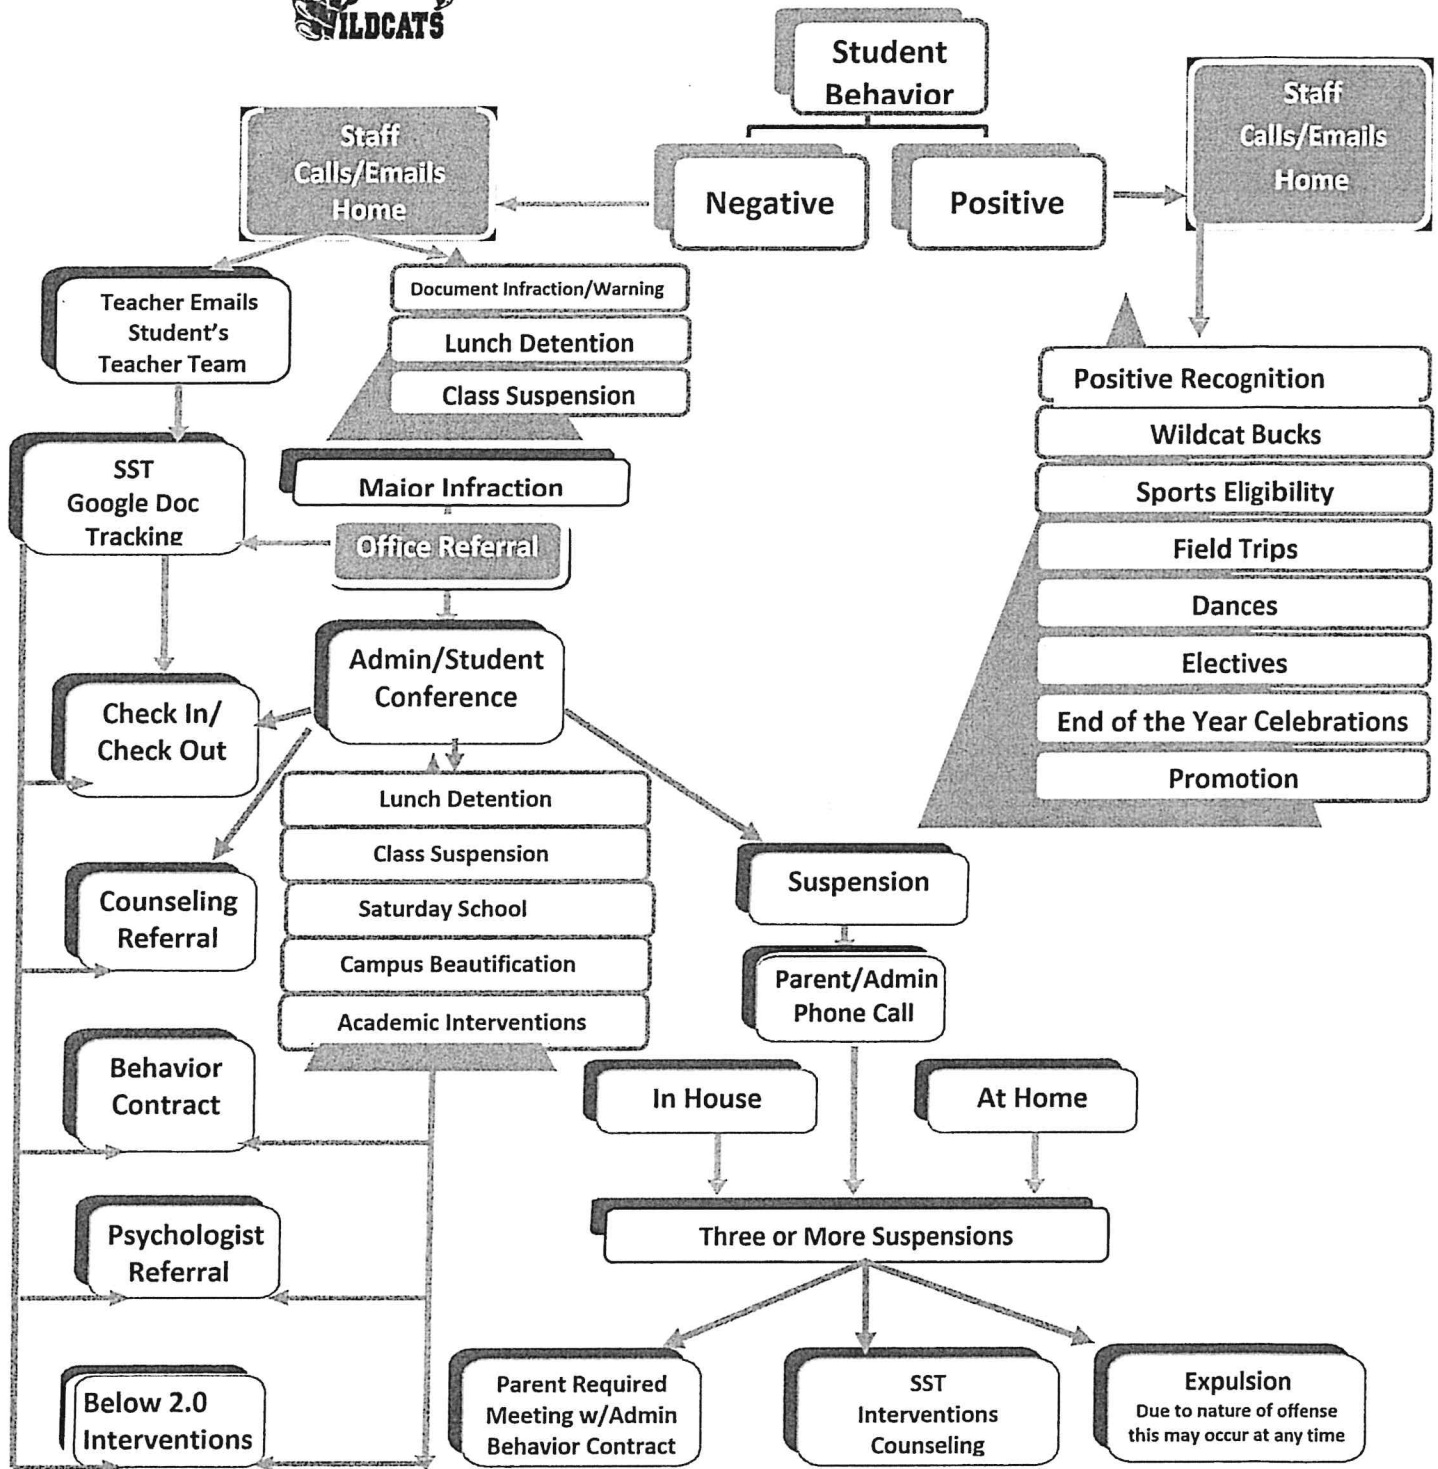 WILDCATS
Student
Behavior
Staff
Calls/Emails
Home
Negative
Positive
Staff
Calls/Emails
Home
Teacher Emails
Student's
Teacher Team
Document Infraction/Warning
Lunch Detention
Class Suspension
Positive Recognition
Wildcat Bucks
Sports Eligibility
Field Trips
Dances
Electives
End of the Year Celebrations
Promotion
SST
Google Doc
Tracking
Major Infraction
Office Referral
Admin/Student
Conference
Check In/
Check Out
Lunch Detention
Class Suspension
Saturday School
Campus Beautification
Academic Interventions
Counseling
Referral
Suspension
Parent/Admin
Phone Call
Behavior
Contract
In House
At Home
Psychologist
Referral
Three or More Suspensions
Below 2.0
Interventions
Parent Required
Meeting w/Admin
Behavior Contract
SST
Interventions
Counseling
Expulsion
Due to nature of offense
this may occur at any time